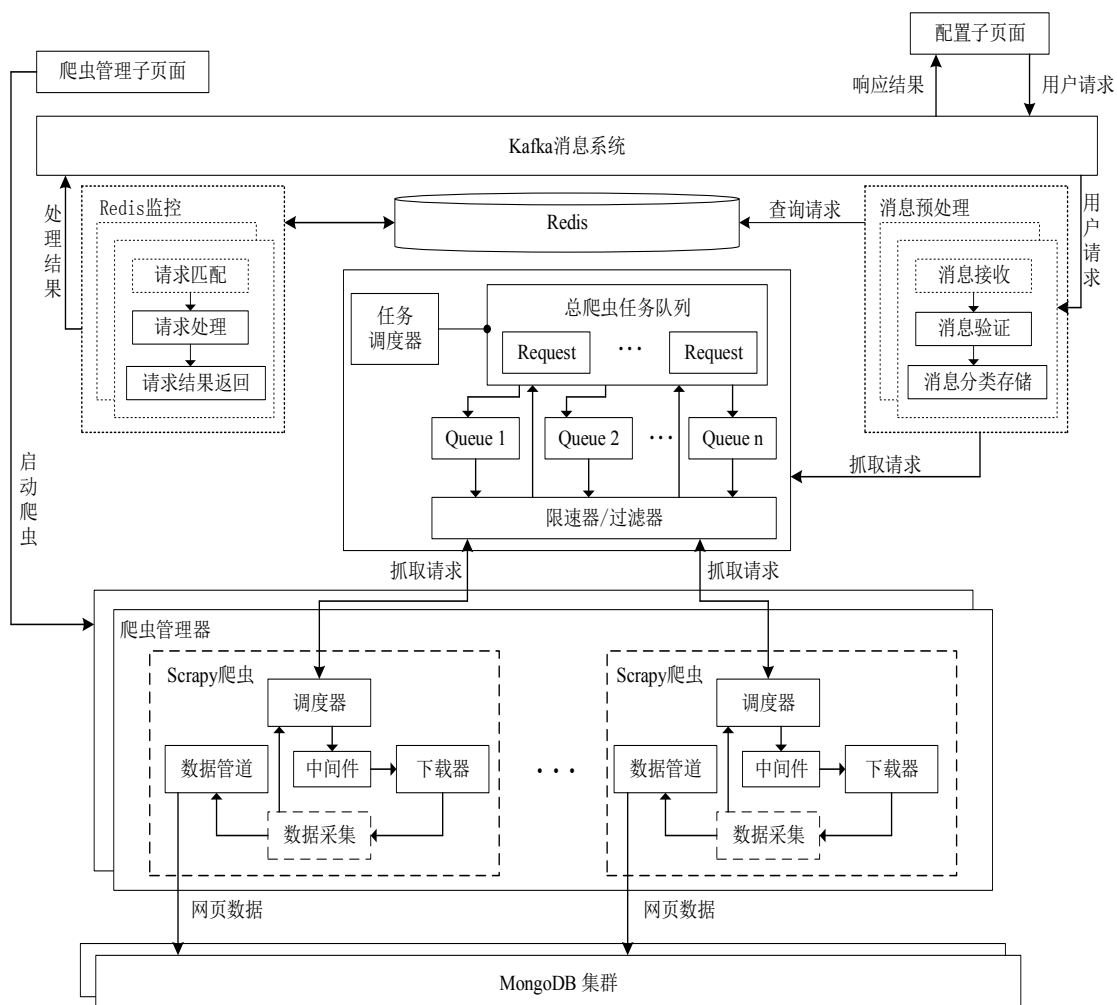 配置子页面
爬虫管理子页面
响应结果
用户请求
Kafka消息系统
处理结果
Redis监控
请求匹配
请求处理
请求结果返回
Redis
查询请求
消息预处理
消息接收
消息验证
消息分类存储
用户请求
任务
调度器
总爬虫任务队列
Request
···
Request
Queue 1
Queue 2
···
Queue n
限速器/过滤器
抓取请求
启动爬虫
抓取请求
抓取请求
爬虫管理器
Scrapy爬虫
调度器
数据管道
中间件
下载器
数据采集
···
Scrapy爬虫
调度器
数据管道
中间件
下载器
数据采集
网页数据
网页数据
MongoDB 集群